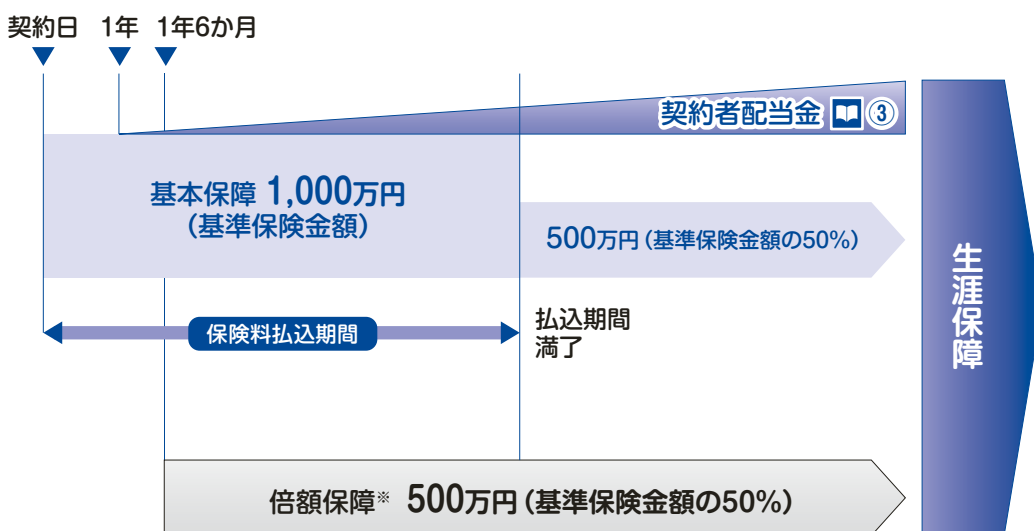 契約日 1年 1年6か月
契約者配当金 ③
基本保障 1,000万円
(基準保険金額)
500万円(基準保険金額の50%)
生涯保障
保険料払込期間
払込期間
満了
倍額保障※ 500万円(基準保険金額の50%)